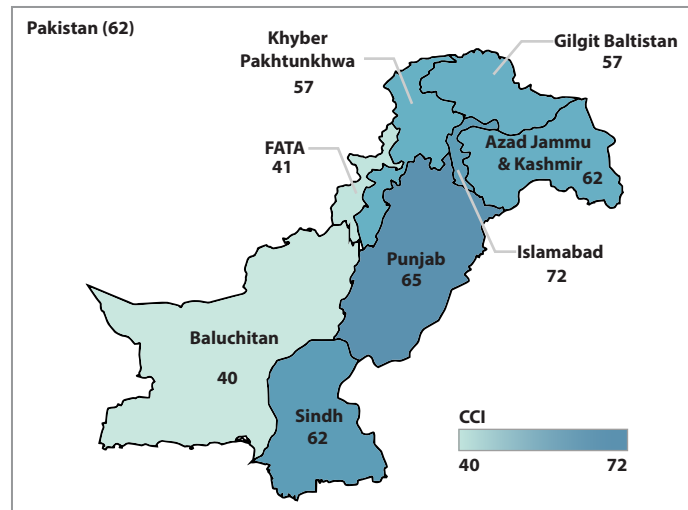 Pakistan (62)
Khyber
Pakhtunkhwa
57
Gilgit Baltistan
57
FATA
41
Azad Jammu
& Kashmir
62
Islamabad
72
Punjab
65
Baluchitan
40
Sindh
62
CCI
40 72